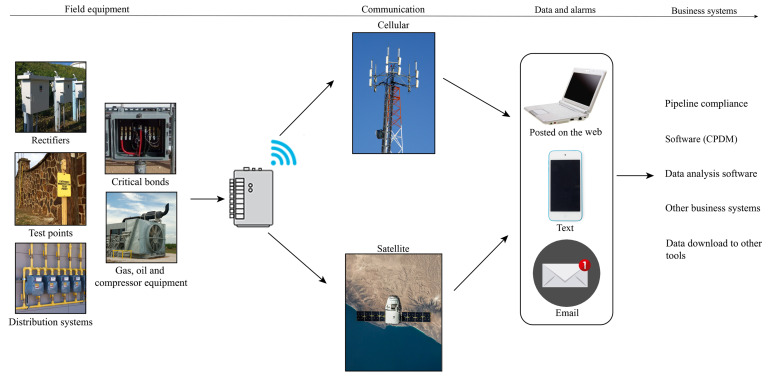 Field equipment
Communication
Data and alarms
Business systems
Cellular
Rectifiers
Critical bonds
Test points
Gas, oil and
compressor equipment
Distribution systems
Satellite
Posted on the web
Text
1
Email
Pipeline compliance
Software (CPDM)
Data analysis software
Other business systems
Data download to other
tools